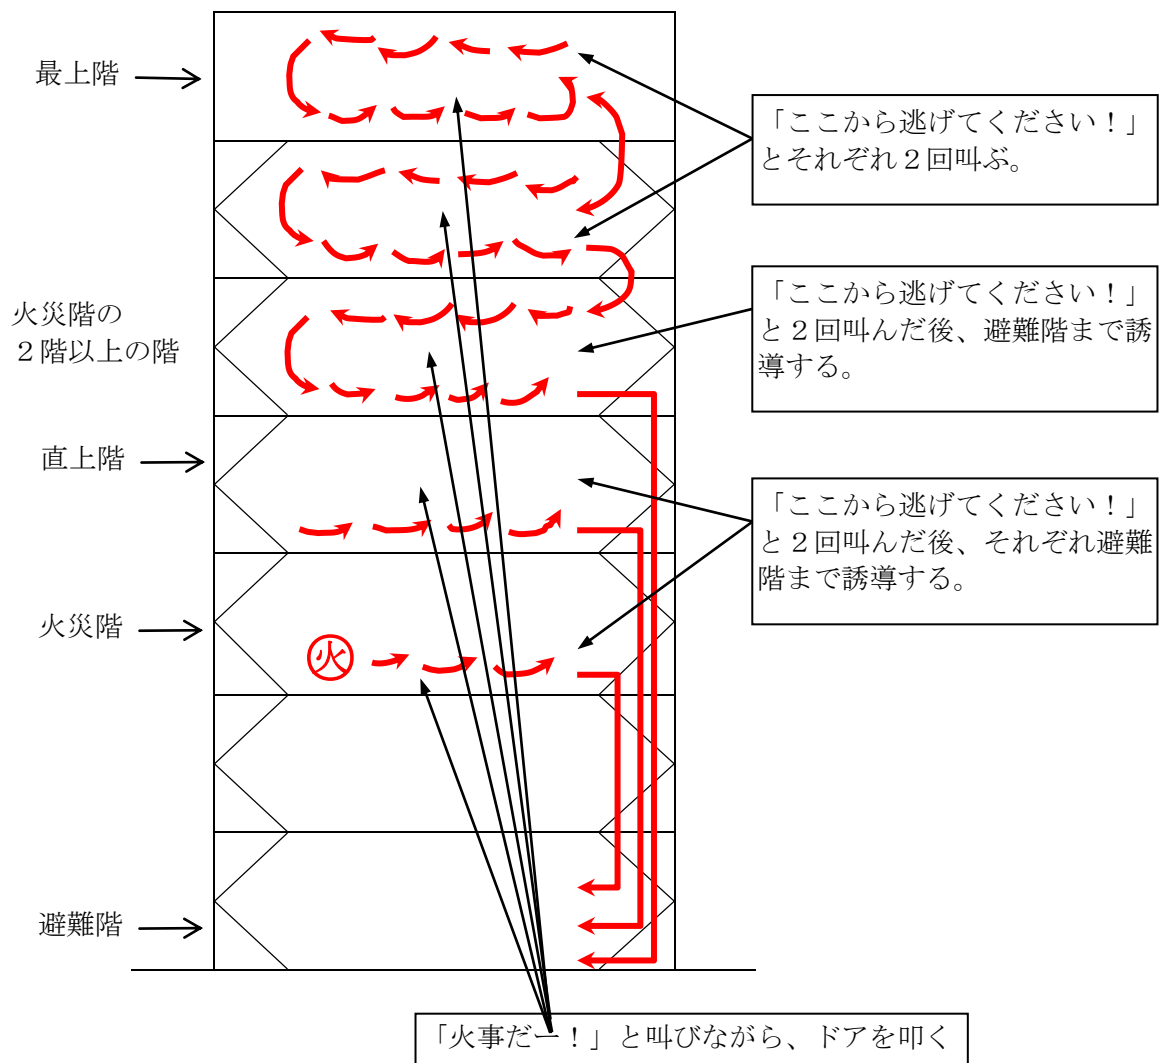 最上階
「ここから逃げてください！」
とそれぞれ２回叫ぶ。
火災階の
２階以上の階
「ここから逃げてください！」
と２回叫んだ後、避難階まで誘
導する。
直上階
「ここから逃げてください！」
と２回叫んだ後、それぞれ避難
階まで誘導する。
火災階
火
避難階
「火事だー！」と叫びながら、ドアを叩く